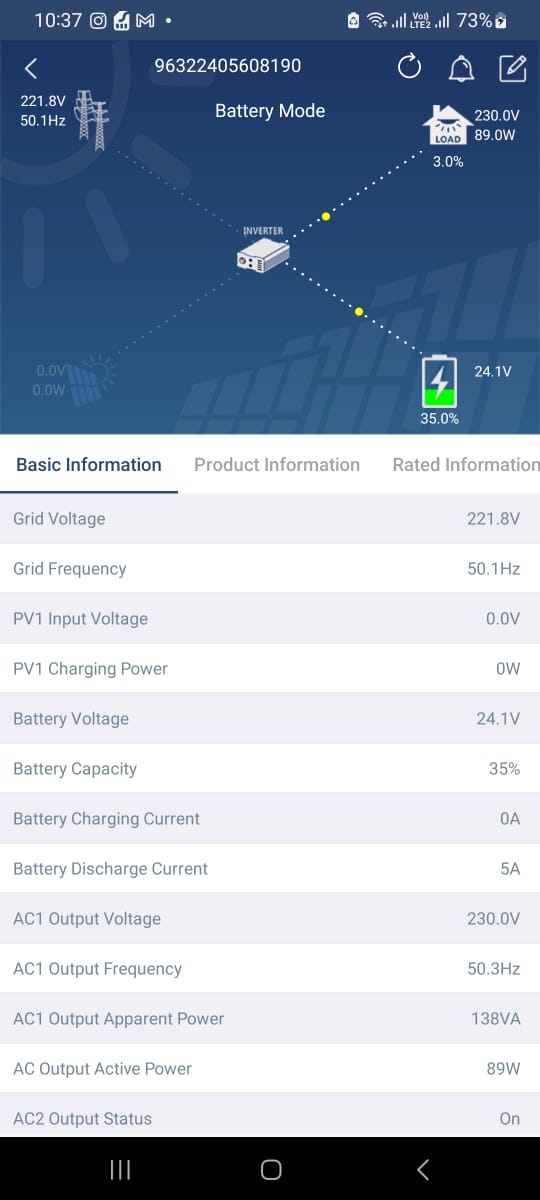 10:37
Vo) LTE2 73%
96322405608190
221.8V
50.1Hz
Battery Mode
230.0V
89.0W
LOAD
3.0%
INVERTER
0.0V
0.0W
24.1V
35.0%
Basic Information Product Information Rated Information
Grid Voltage 221.8V
Grid Frequency 50.1Hz
PV1 Input Voltage 0.0V
PV1 Charging Power 0W
Battery Voltage 24.1V
Battery Capacity 35%
Battery Charging Current 0A
Battery Discharge Current 5A
AC1 Output Voltage 230.0V
AC1 Output Frequency 50.3Hz
AC1 Output Apparent Power 138VA
AC Output Active Power 89W
AC2 Output Status On